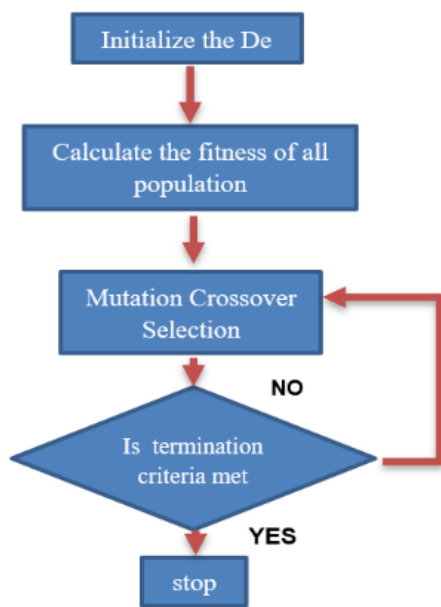 Initialize the De
Calculate the fitness of all
population
Mutation Crossover
Selection
NO
Is termination
criteria met
YES
stop